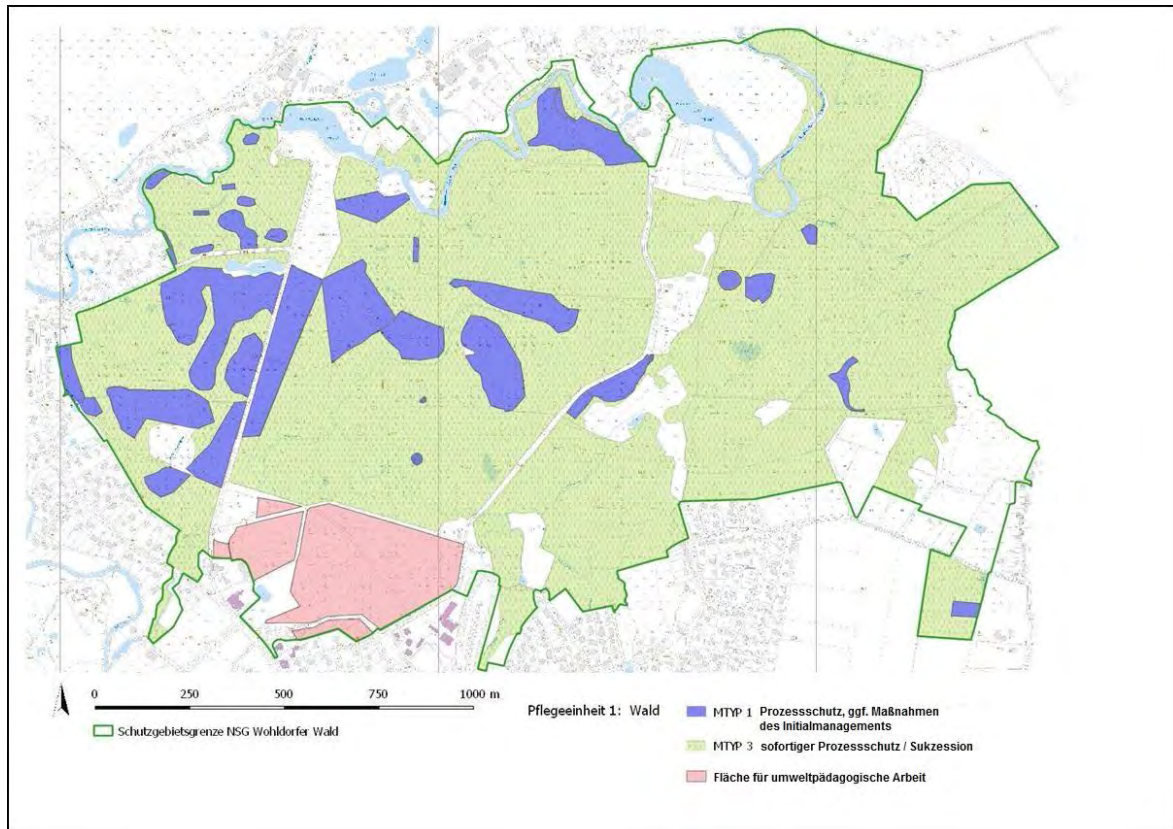 0 250 500 750 1000 m
Schutzgebietsgrenze NSG Wohldorfer Wald
Pflegeeinheit 1: Wald
MTYP 1 Prozessschutz, ggf. Maßnahmen
des Initialmanagements
MTYP 3 sofortiger Prozessschutz / Sukzession
Fläche für umweltpädagogische Arbeit